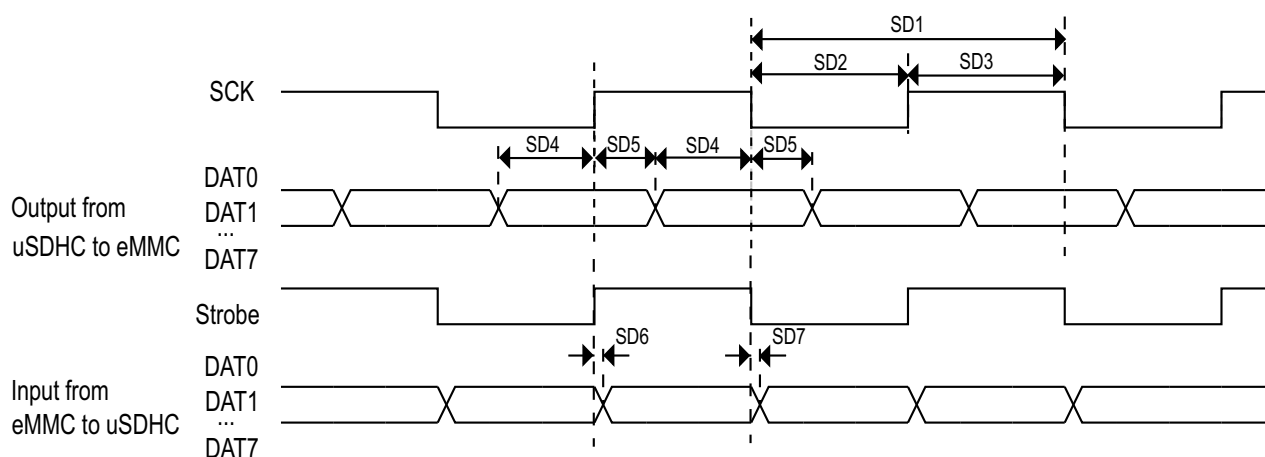 SD1
SD2 SD3
SCK
SD4 SD5 SD4 SD5
DAT0
Output from
DAT1
...
uSDHC to eMMC
DAT7
Strobe
SD6 SD7
DAT0
Input from
DAT1
...
eMMC to uSDHC
DAT7